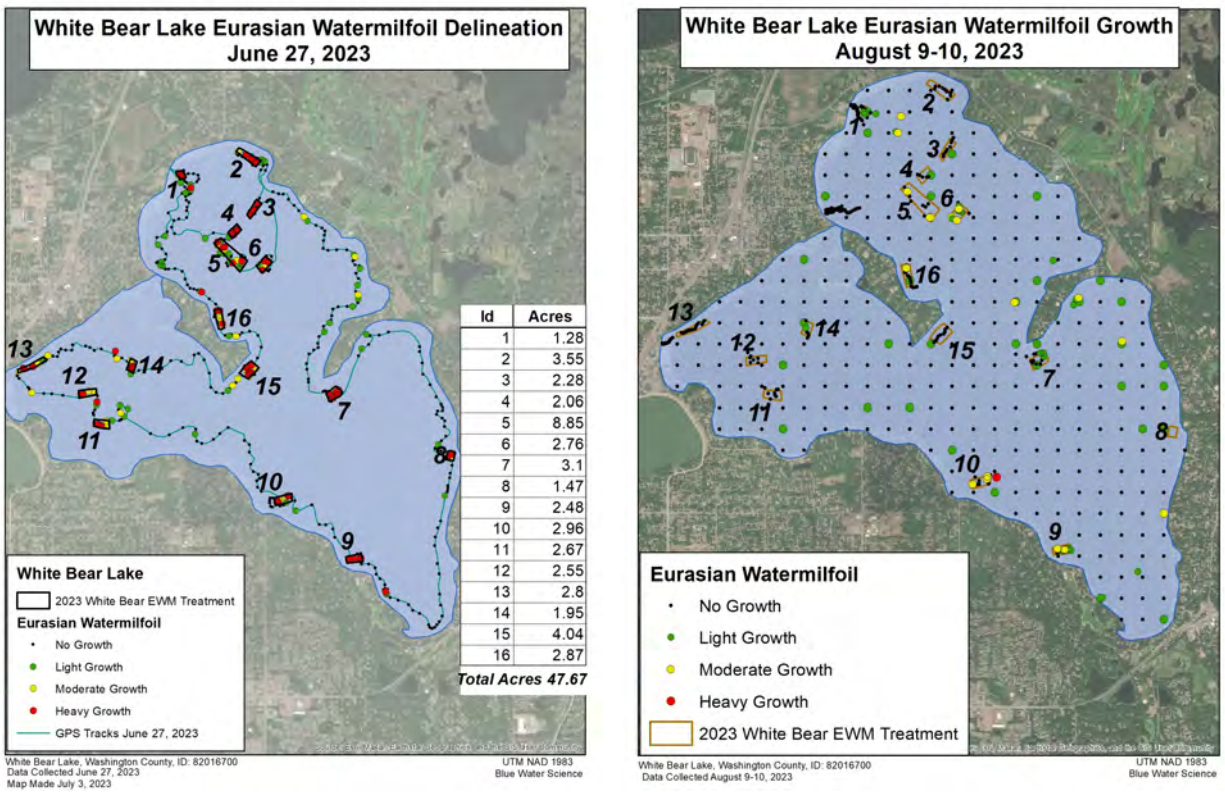 White Bear Lake Eurasian Watermilfoil Delineation
June 27, 2023
1
2
3
4
5
6
16
13
14
12
15
7
11
8
10
9
Id Acres
1 1.28
2 3.55
3 2.28
4 2.06
5 8.85
6 2.76
7 3.1
8 1.47
9 2.48
10 2.96
11 2.67
12 2.55
13 2.8
14 1.95
15 4.04
16 2.87
Total Acres 47.67
White Bear Lake
2023 White Bear EWM Treatment
Eurasian Watermilfoil
No Growth
Light Growth
Moderate Growth
Heavy Growth
GPS Tracks June 27, 2023
White Bear Lake, Washington County, ID: 82016700
Data Collected June 27, 2023
Map Made July 3, 2023
UTM NAD 1983
Blue Water Science
White Bear Lake Eurasian Watermilfoil Growth
August 9-10, 2023
2
1
3
4
5
6
16
13
14
12
15
7
11
8
10
9
Eurasian Watermilfoil
No Growth
Light Growth
Moderate Growth
Heavy Growth
2023 White Bear EWM Treatment
White Bear Lake, Washington County, ID: 82016700
Data Collected August 9-10, 2023
UTM NAD 1983
Blue Water Science